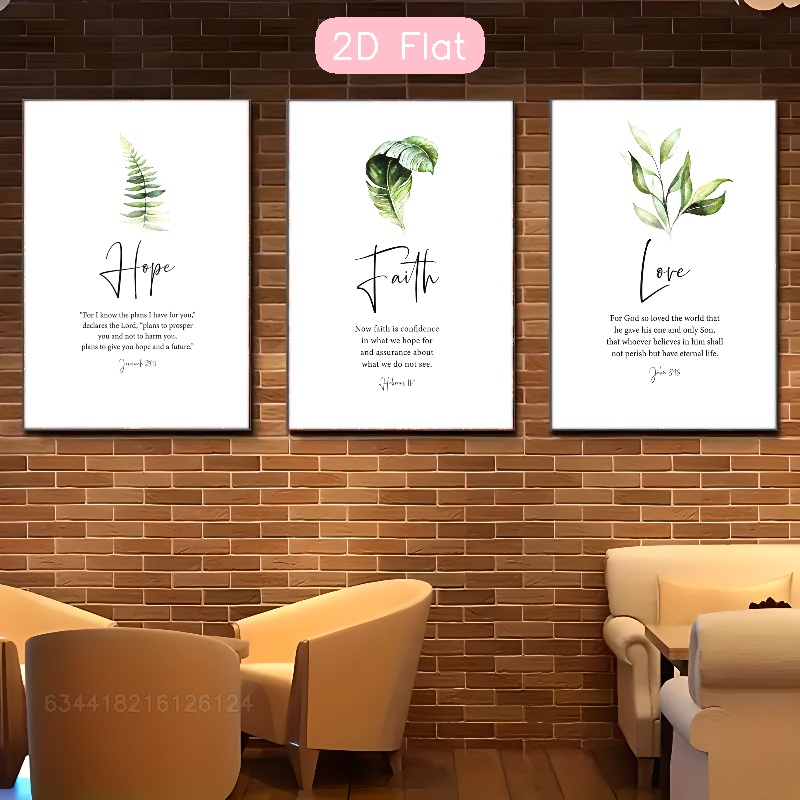 2D Flat
Hope
"For I know the plans I have for you,"
declares the Lord, "plans to prosper
you and not to harm you,
plans to give you hope and a future."
Jeremiah 29:11
Faith
Now faith is confidence
in what we hope for
and assurance about
what we do not see.
Hebrews 11:1
Love
For God so loved the world that
he gave his one and only Son,
that whoever believes in him shall
not perish but have eternal life.
John 3:16
634418216126124